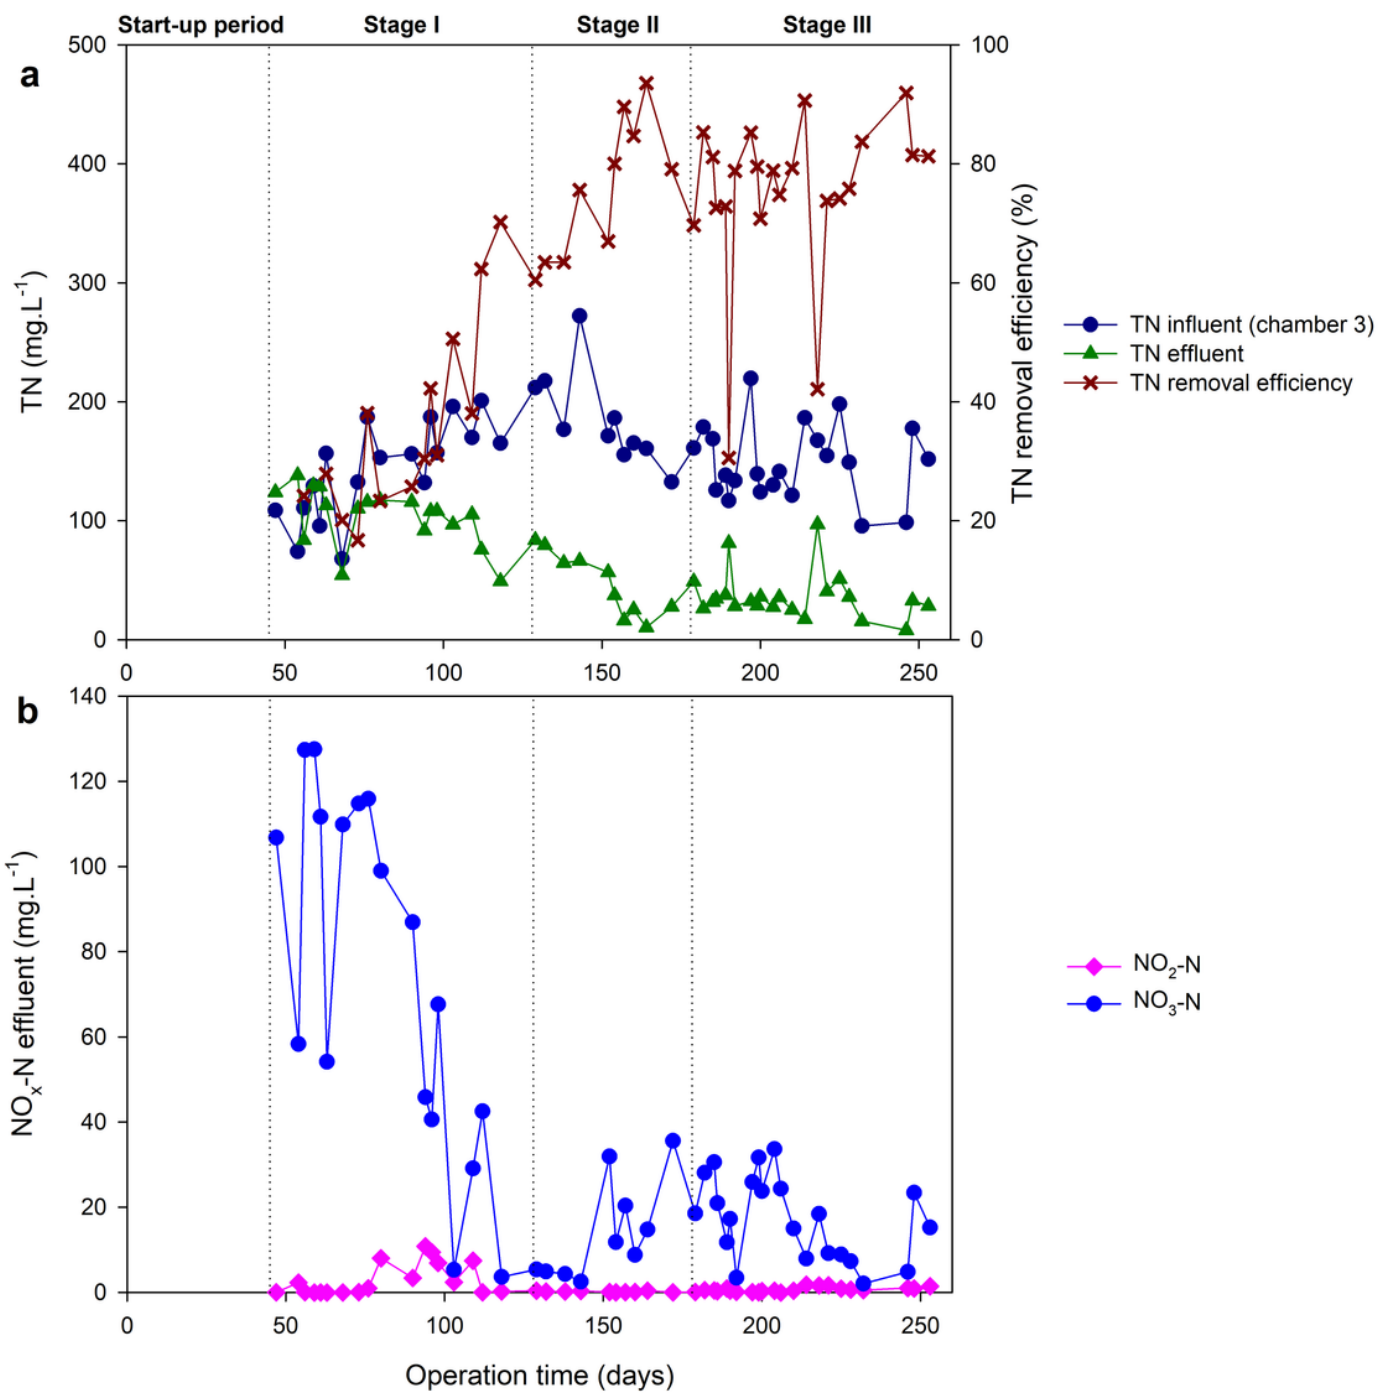 Start-up period Stage I Stage II Stage III
a
500 100
400 80
300 60
200 40
100 20
0 0
TN (mg.L⁻¹)
TN removal efficiency (%)
0 50 100 150 200 250
TN influent (chamber 3)
TN effluent
TN removal efficiency
b
140
120
100
80
60
40
20
0
NOₓ-N effluent (mg.L⁻¹)
0 50 100 150 200 250
Operation time (days)
NO₂-N
NO₃-N